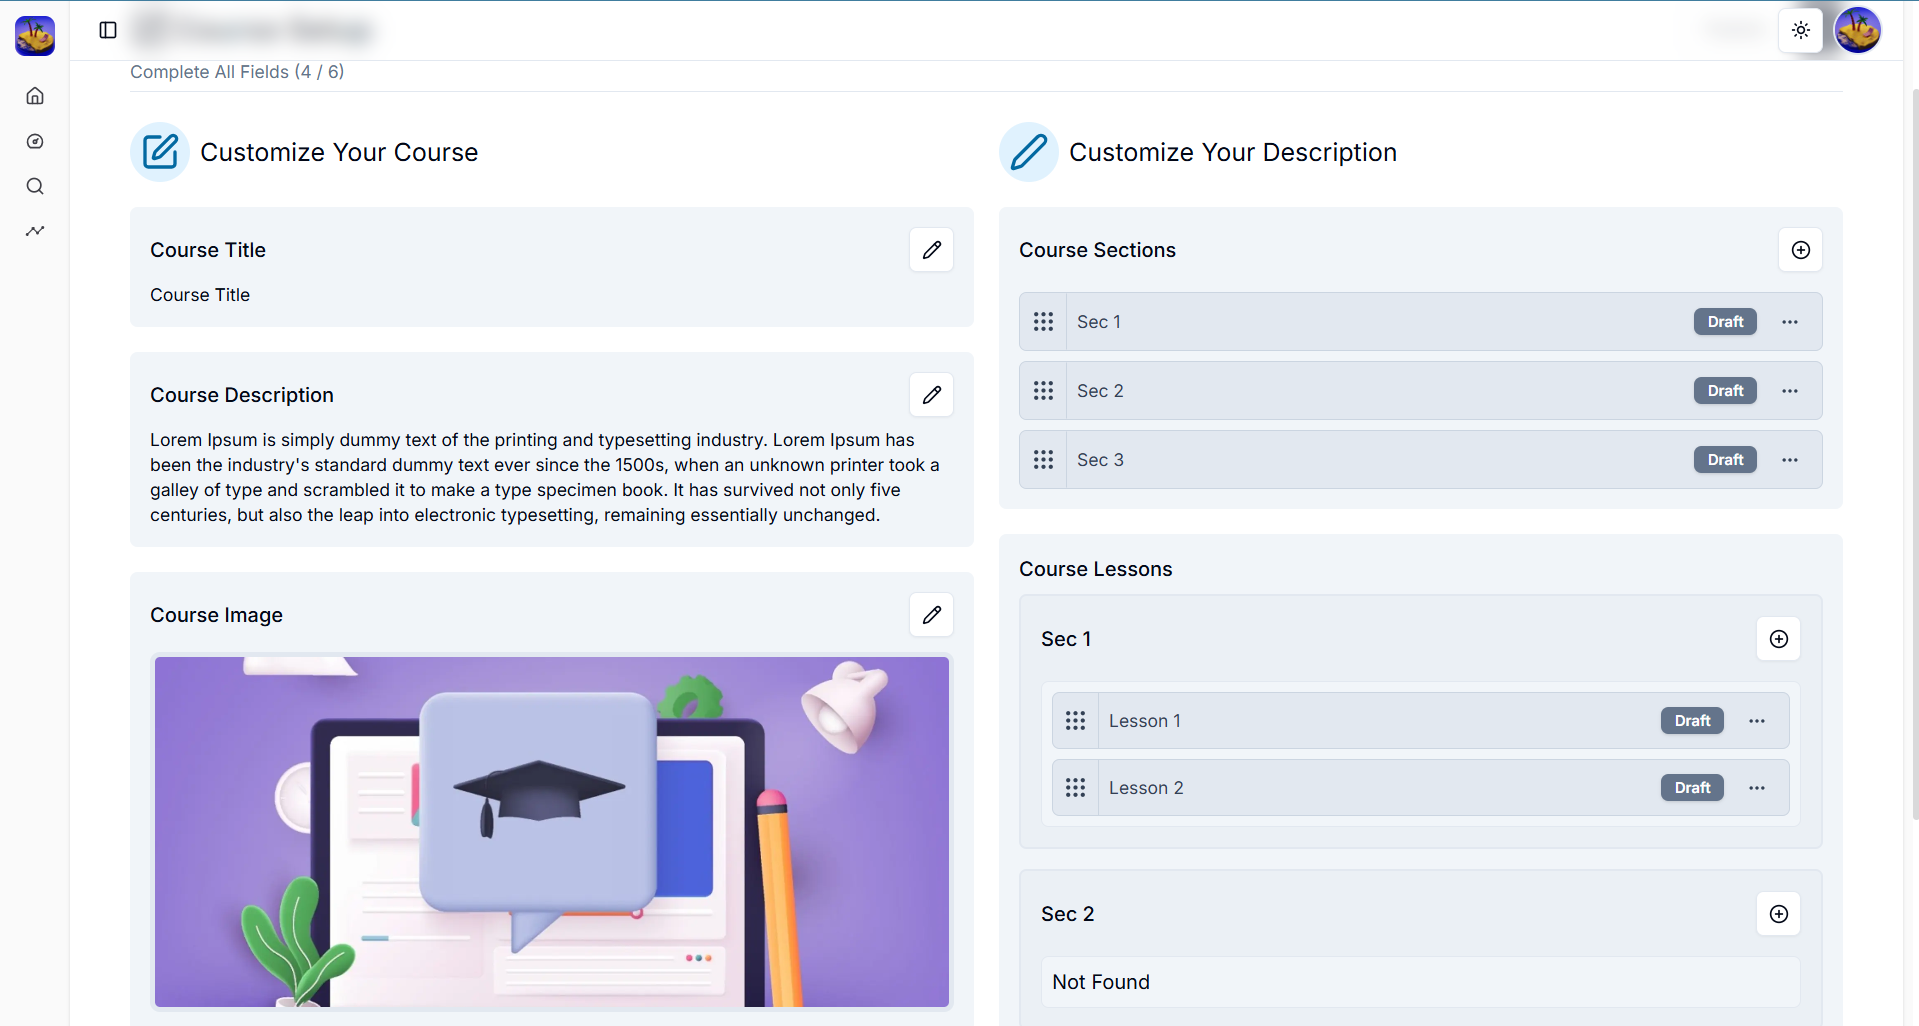 Complete All Fields (4 / 6)
Customize Your Course
Course Title
Course Title
Course Description
Lorem Ipsum is simply dummy text of the printing and typesetting industry. Lorem Ipsum has
been the industry's standard dummy text ever since the 1500s, when an unknown printer took a
galley of type and scrambled it to make a type specimen book. It has survived not only five
centuries, but also the leap into electronic typesetting, remaining essentially unchanged.
Course Image
Customize Your Description
Course Sections
Sec 1 Draft
Sec 2 Draft
Sec 3 Draft
Course Lessons
Sec 1
Lesson 1 Draft
Lesson 2 Draft
Sec 2
Not Found